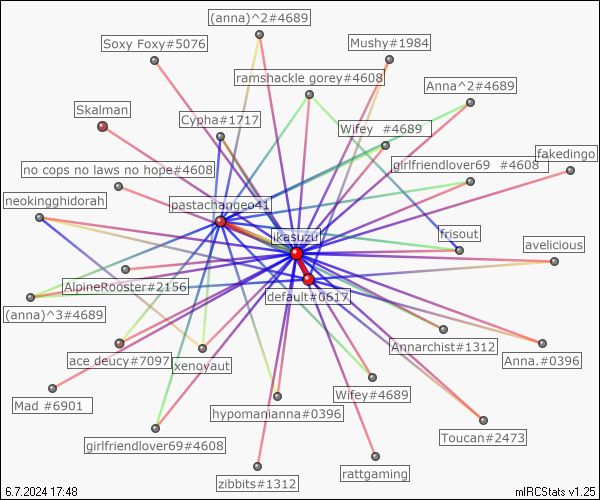 (anna)^2#4689
Soxy Foxy#5076
Mushy#1984
ramshackle gorey#4608
Anna^2#4689
Skalman
Cypha#1717
Wifey #4689
fakedingo
no cops no laws no hope#4608
girlfriendlover69 #4608
neokingghidorah
pastachangeo41
ikasuzu
frisout
avelicious
AlpineRooster#2156
default#0617
(anna)^3#4689
Annarchist#1312
ace deucy#7097
xenoyaut
Anna.#0396
Mad #6901
hypomanianna#0396
Wifey#4689
girlfriendlover69#4608
Toucan#2473
zibbits#1312
rattgaming
6.7.2024 17:48
mIRCStats v1.25